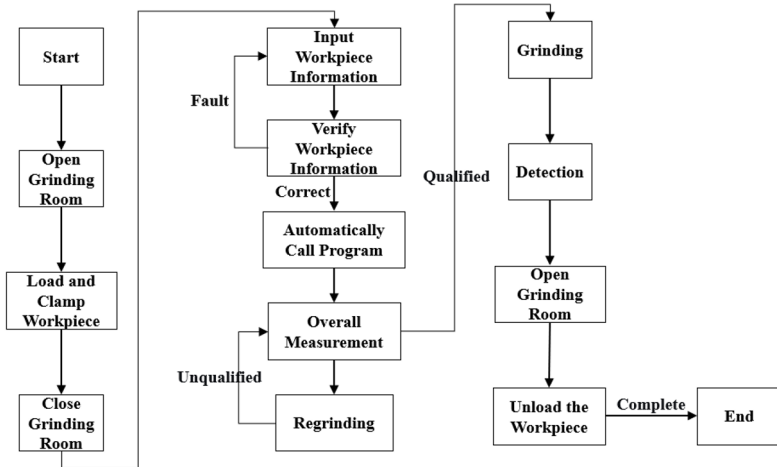 Start
Open
Grinding
Room
Load and
Clamp
Workpiece
Close
Grinding
Room
Input
Workpiece
Information
Fault
Verify
Workpiece
Information
Correct
Automatically
Call Program
Overall
Measurement
Unqualified
Regrinding
Qualified
Grinding
Detection
Open
Grinding
Room
Unload the
Workpiece
Complete
End